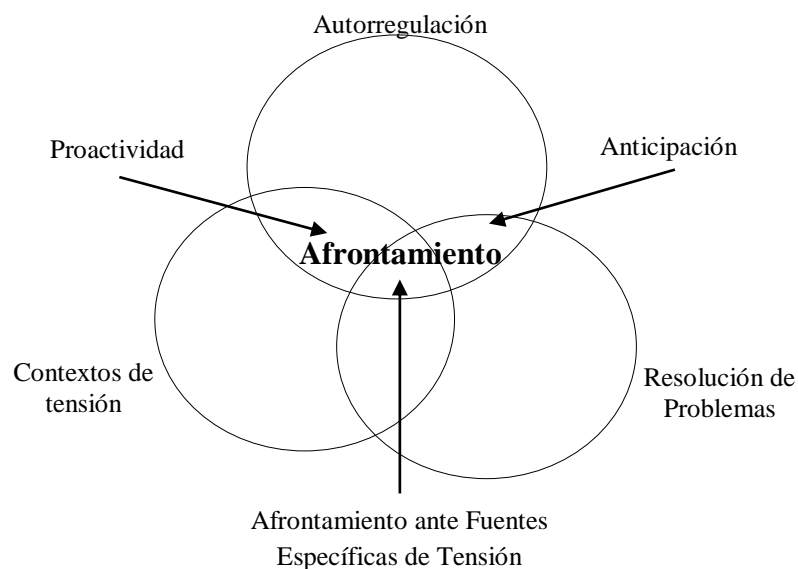 Autorregulación
Proactividad
Anticipación
Afrontamiento
Contextos de
tensión
Resolución de
Problemas
Afrontamiento ante Fuentes
Específicas de Tensión